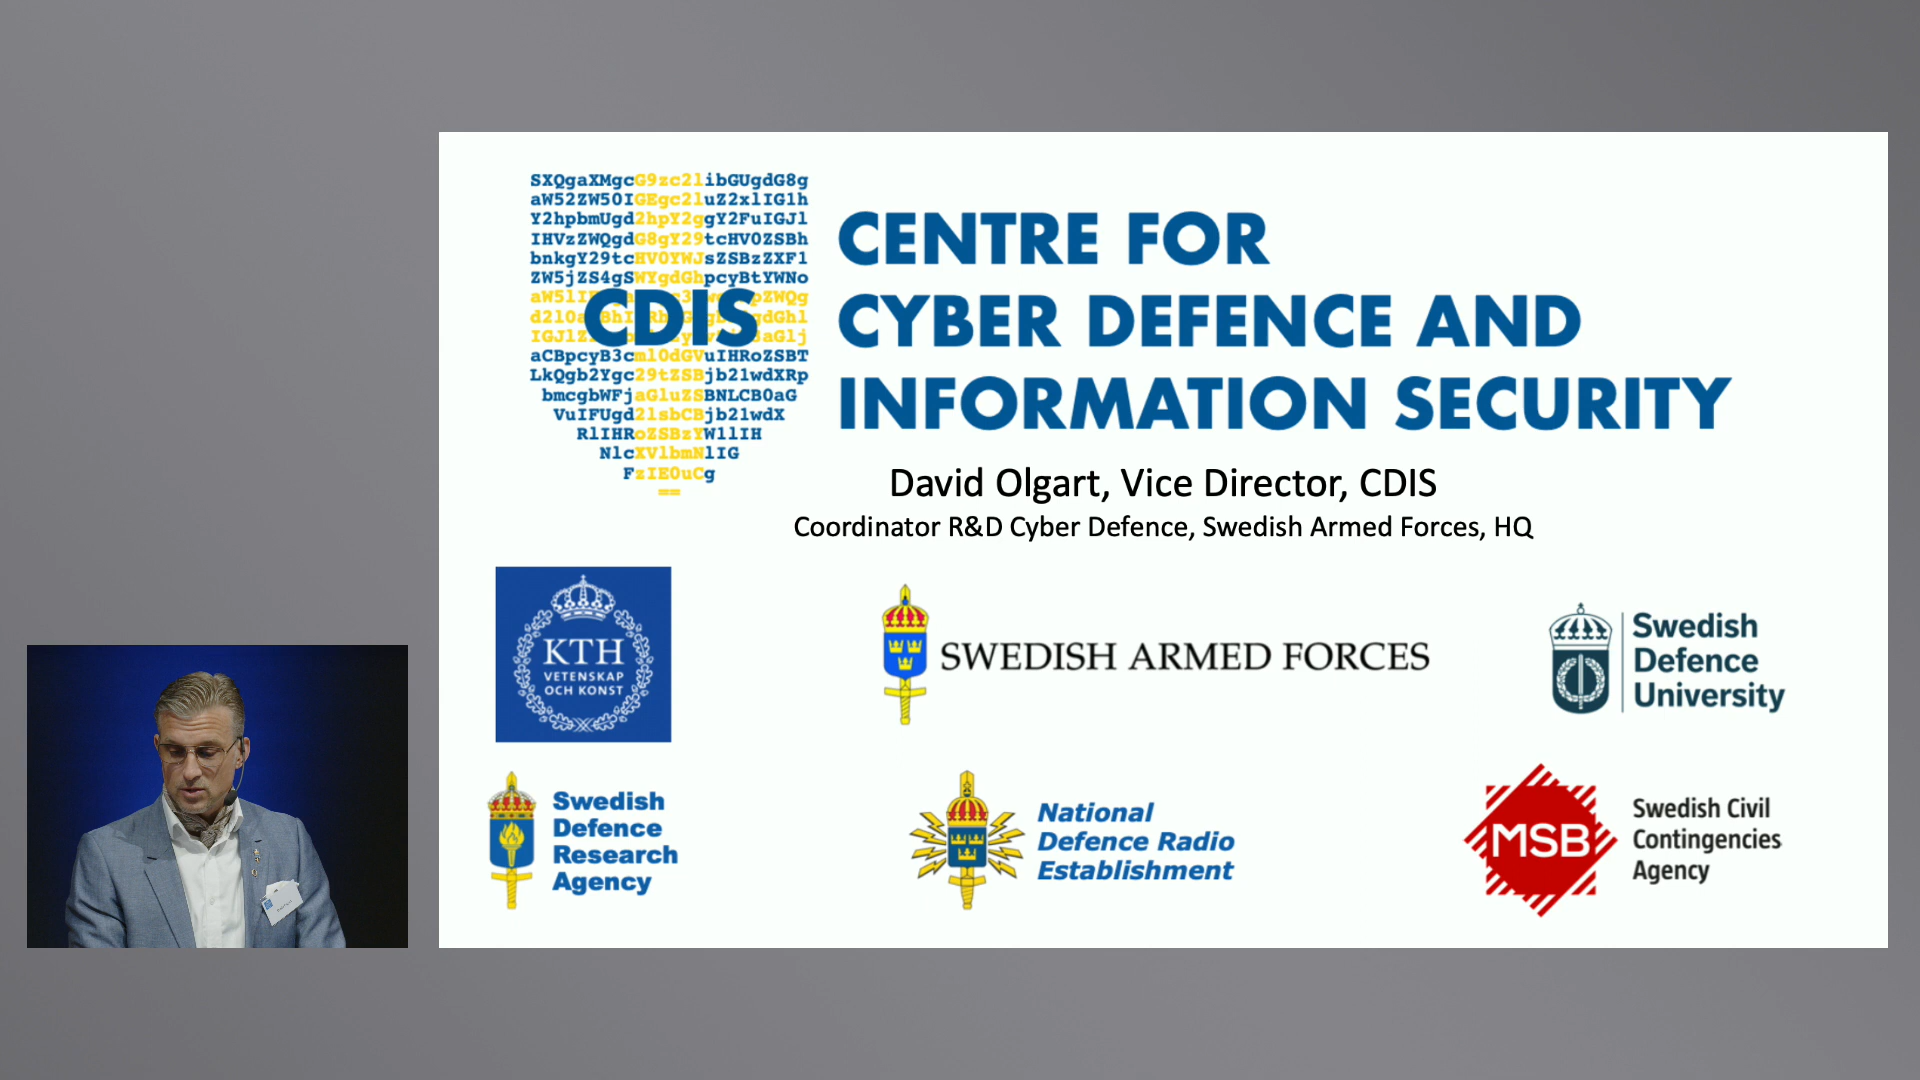 SXQgaXMgcG9zc2libGUgdG8g
aW52ZW50IGEgc2luZ2xlIG1h
Y2hpbmUgd2hpY2ggY2FuIGJl
IHVzZWQgdG8gY29tcHV0ZSBh
bnkgY29tcHV0YWJsZSBzZXF1
ZW5jZS4gSWYgdGhpcyBtYWNo
CDIS
aCBpcyB3cml0dGVuIHRoZSBT
LkQgb2Ygc29tZSBjb21wdXRp
bmcgbWFjaGluZSBNLCB0aG
VuIFUgd2lsbCBjb21wdX
RlIHRoZSBzYW1lIH
NlcXVlbmNlIG
FzIE0uCg
==
CENTRE FOR
CYBER DEFENCE AND
INFORMATION SECURITY
David Olgart, Vice Director, CDIS
Coordinator R&D Cyber Defence, Swedish Armed Forces, HQ
KTH
VETENSKAP
OCH KONST
SWEDISH ARMED FORCES
Swedish
Defence
University
Swedish
Defence
Research
Agency
National
Defence Radio
Establishment
MSB
Swedish Civil
Contingencies
Agency